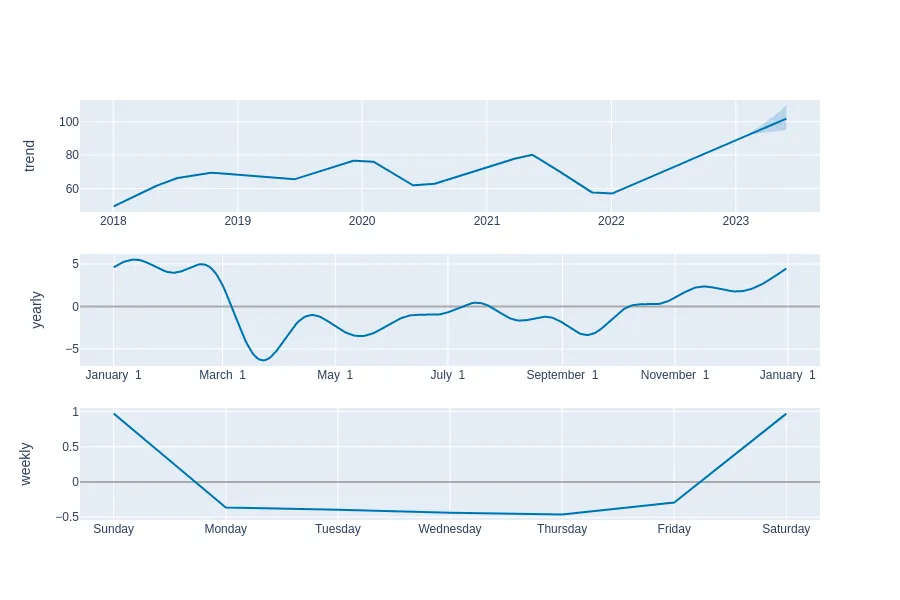 trend
100
80
60
2018 2019 2020 2021 2022 2023
yearly
5
0
−5
January 1 March 1 May 1 July 1 September 1 November 1 January 1
weekly
1
0.5
0
−0.5
Sunday Monday Tuesday Wednesday Thursday Friday Saturday